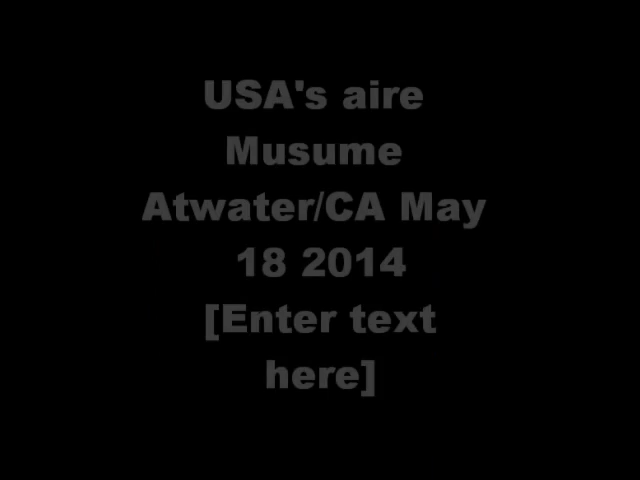 USA's aire
Musume
Atwater/CA May
18 2014
[Enter text
here]